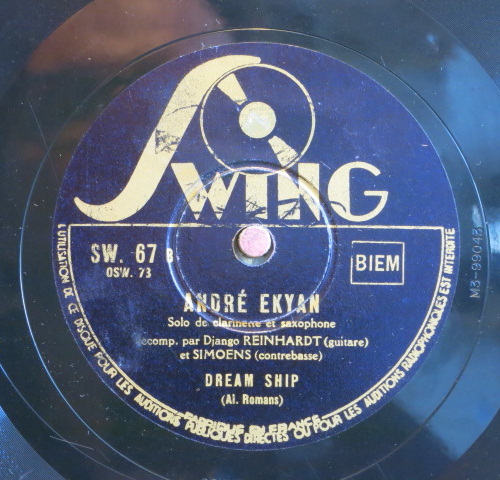 SWING
SW. 67 B
OSW. 73
BIEM
ANDRÉ EKYAN
Solo de clarinette et saxophone
accomp. par Django REINHARDT (guitare)
et SIMOENS (contrebasse)
DREAM SHIP
(Al. Romans)
FABRIQUÉ EN FRANCE
L'UTILISATION DE CE DISQUE POUR LES AUDITIONS PUBLIQUES DIRECTES OU POUR LES AUDITIONS RADIOPHONIQUES EST INTERDITE